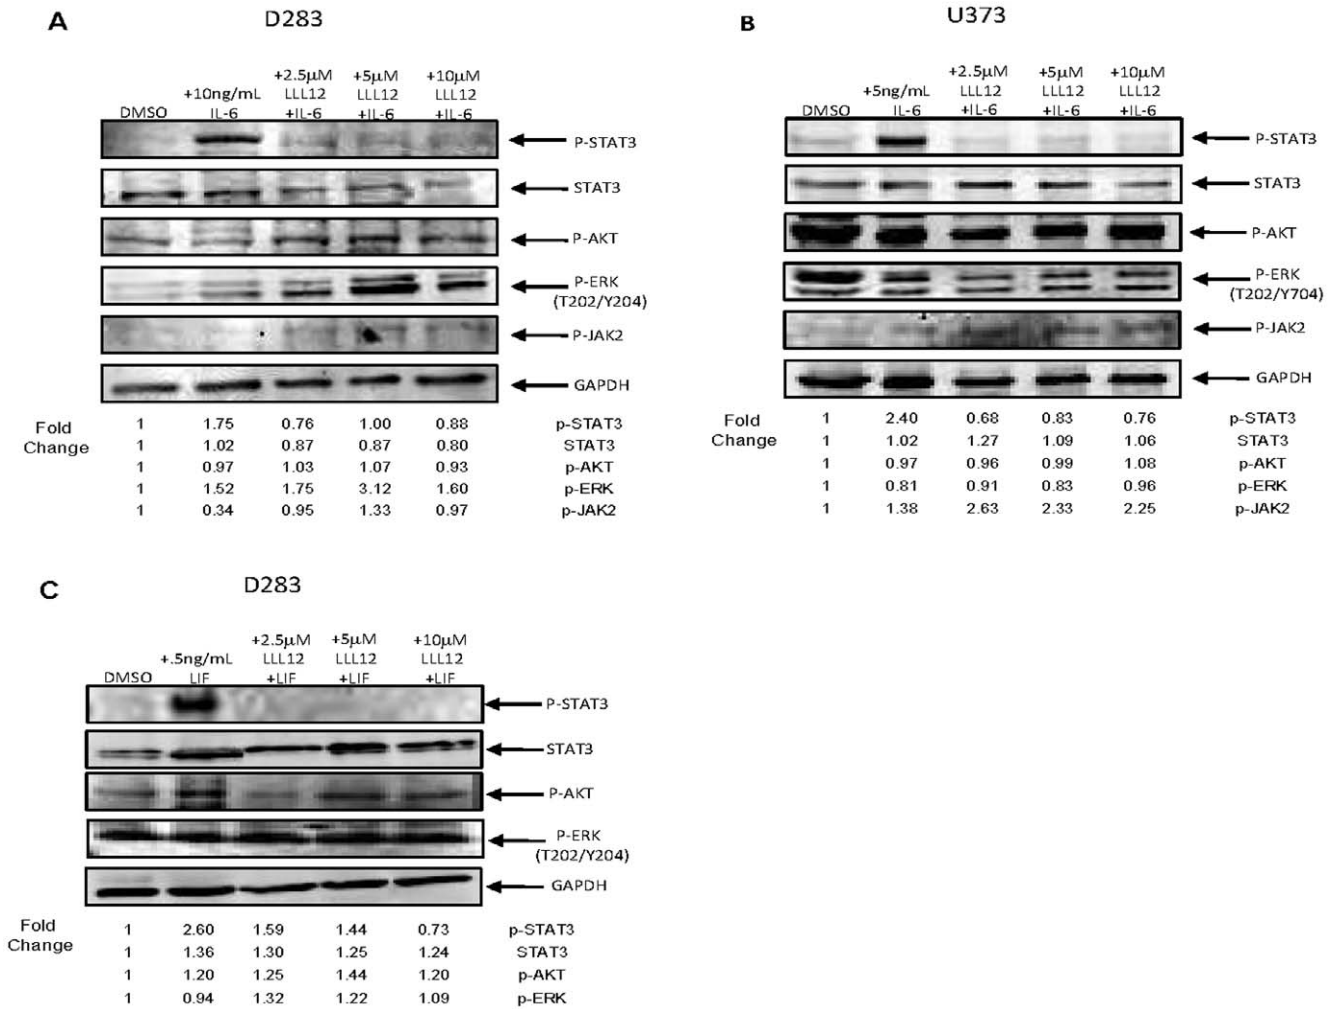 A
D283
+10ng/mL
+2.5µM
+5µM
+10µM
LLL12
LLL12
LLL12
DMSO
IL-6
+IL-6
+IL-6
+IL-6
P-STAT3
STAT3
P-AKT
P-ERK
(T202/Y204)
P-JAK2
GAPDH
Fold
Change
1 1.75 0.76 1.00 0.88 p-STAT3
1 1.02 0.87 0.87 0.80 STAT3
1 0.97 1.03 1.07 0.93 p-AKT
1 1.52 1.75 3.12 1.60 p-ERK
1 0.34 0.95 1.33 0.97 p-JAK2
B
U373
+5ng/mL
+2.5µM
+5µM
+10µM
LLL12
LLL12
LLL12
DMSO
IL-6
+IL-6
+IL-6
+IL-6
P-STAT3
STAT3
P-AKT
P-ERK
(T202/Y704)
P-JAK2
GAPDH
Fold
Change
1 2.40 0.68 0.83 0.76 p-STAT3
1 1.02 1.27 1.09 1.06 STAT3
1 0.97 0.96 0.99 1.08 p-AKT
1 0.81 0.91 0.83 0.96 p-ERK
1 1.38 2.63 2.33 2.25 p-JAK2
C
D283
+.5ng/mL
+2.5µM
+5µM
+10µM
LLL12
LLL12
LLL12
DMSO
LIF
+LIF
+LIF
+LIF
P-STAT3
STAT3
P-AKT
P-ERK
(T202/Y204)
GAPDH
Fold
Change
1 2.60 1.59 1.44 0.73 p-STAT3
1 1.36 1.30 1.25 1.24 STAT3
1 1.20 1.25 1.44 1.20 p-AKT
1 0.94 1.32 1.22 1.09 p-ERK